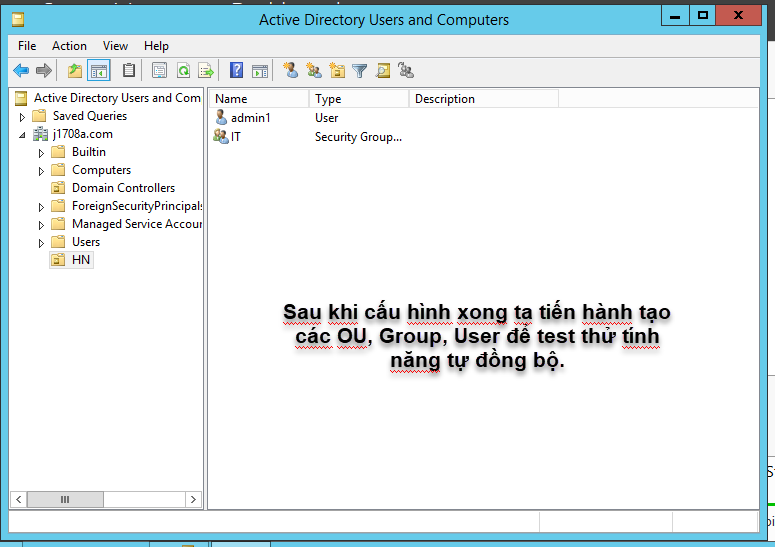 Active Directory Users and Computers
File Action View Help
Active Directory Users and Com
Saved Queries
j1708a.com
Builtin
Computers
Domain Controllers
ForeignSecurityPrincipals
Managed Service Accour
Users
HN
Name Type Description
admin1 User
IT Security Group...
Sau khi cấu hình xong ta tiến hành tạo
các OU, Group, User để test thử tính
năng tự đồng bộ.